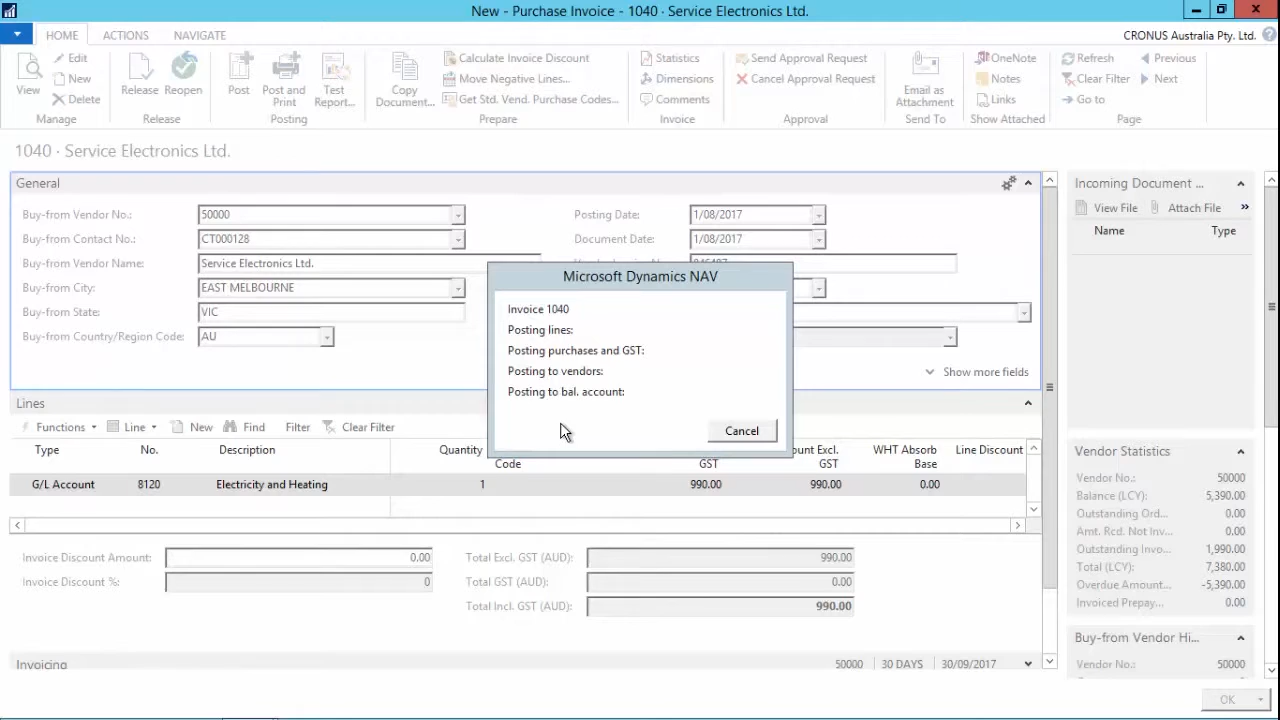 New - Purchase Invoice - 1040 · Service Electronics Ltd.
HOME ACTIONS NAVIGATE
CRONUS Australia Pty. Ltd.
View
Edit
New
Delete
Manage
Release
Reopen
Release
Post
Post and Print
Test Report...
Posting
Copy Document...
Calculate Invoice Discount
Move Negative Lines...
Get Std. Vend. Purchase Codes...
Prepare
Statistics
Dimensions
Comments
Invoice
Send Approval Request
Cancel Approval Request
Approval
Email as Attachment
Send To
OneNote
Notes
Links
Show Attached
Refresh
Clear Filter
Go to
Previous
Next
Page
1040 · Service Electronics Ltd.
General
Buy-from Vendor No.: 50000
Buy-from Contact No.: CT000128
Buy-from Vendor Name: Service Electronics Ltd.
Buy-from City: EAST MELBOURNE
Buy-from State: VIC
Buy-from Country/Region Code: AU
Posting Date: 1/08/2017
Document Date: 1/08/2017
Show more fields
Microsoft Dynamics NAV
Invoice 1040
Posting lines:
Posting purchases and GST:
Posting to vendors:
Posting to bal. account:
Cancel
Lines
Functions Line New Find Filter Clear Filter
Type No. Description Quantity Code GST GST WHT Absorb Base Line Discount
Excl.
G/L Account 8120 Electricity and Heating 1 990.00 990.00 0.00
Invoice Discount Amount: 0.00
Invoice Discount %: 0
Total Excl. GST (AUD): 990.00
Total GST (AUD): 0.00
Total Incl. GST (AUD): 990.00
Invoicing 50000 30 DAYS 30/09/2017
Incoming Document ...
View File Attach File »
Name Type
Vendor Statistics
Vendor No.: 50000
Balance (LCY): 5,390.00
Outstanding Ord... 0.00
Amt. Rcd. Not Inv... 0.00
Outstanding Invo... 1,990.00
Total (LCY): 7,380.00
Overdue Amount... -5,390.00
Invoiced Prepay... 0.00
Buy-from Vendor Hi...
Vendor No.: 50000
OK